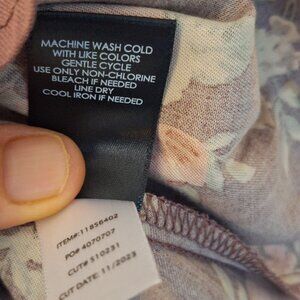 MACHINE WASH COLD
WITH LIKE COLORS
GENTLE CYCLE
USE ONLY NON-CHLORINE
BLEACH IF NEEDED
LINE DRY
COOL IRON IF NEEDED
ITEM#:11856402
PO# 4070707
CUT# 510231
CUT DATE: 11/2023